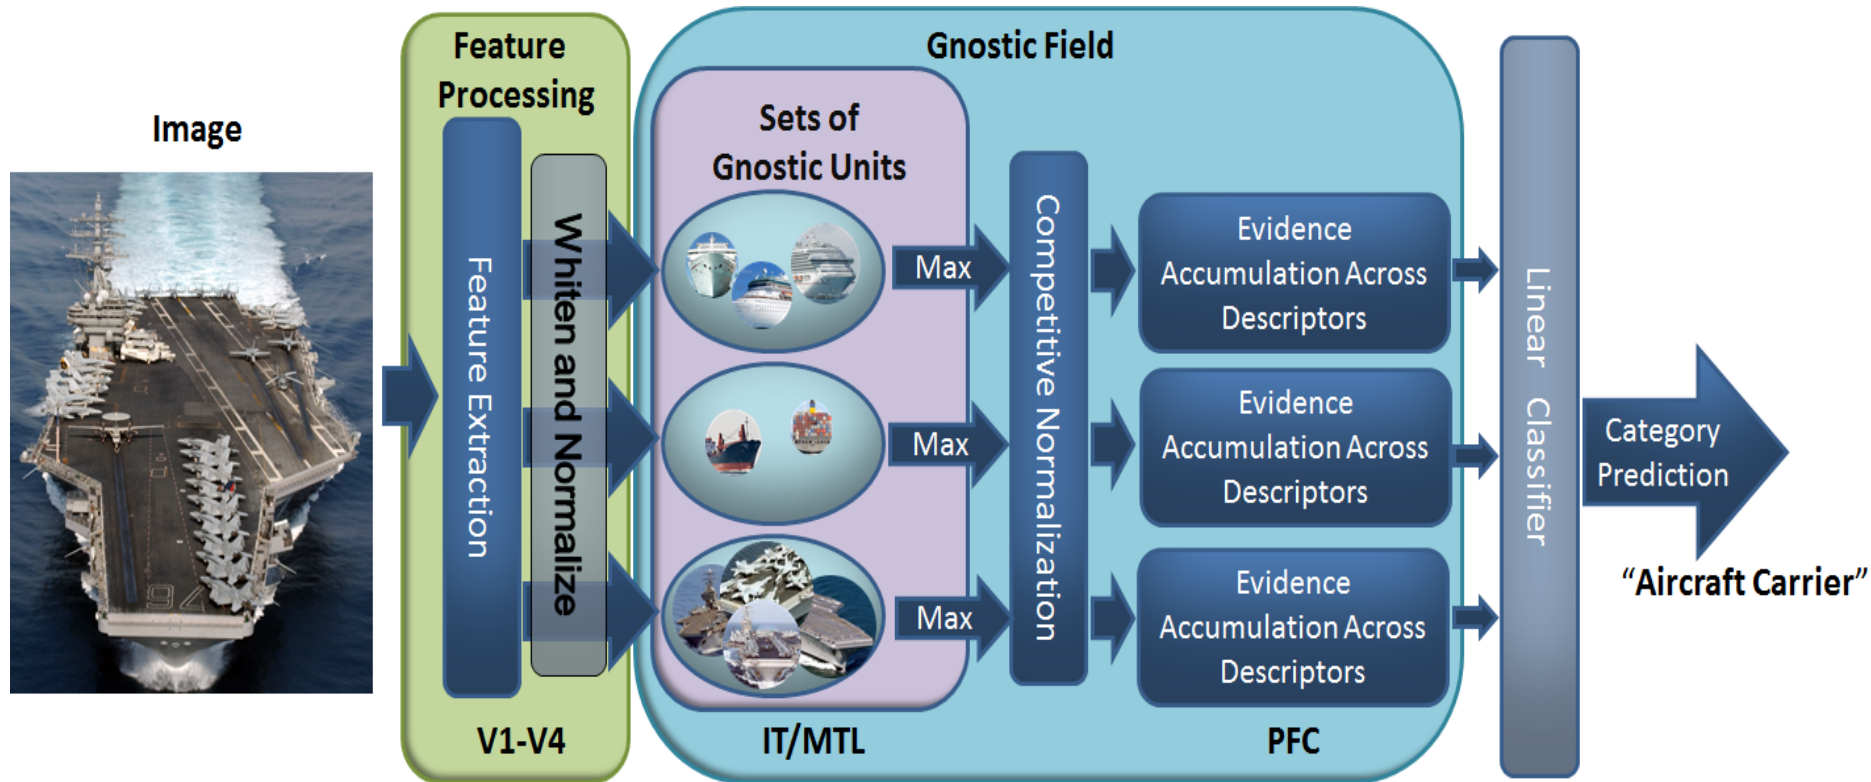 Image
Feature
Processing
Feature Extraction
Whiten and Normalize
V1-V4
Gnostic Field
Sets of
Gnostic Units
Max
Max
Max
IT/MTL
Competitive Normalization
Evidence
Accumulation Across
Descriptors
Evidence
Accumulation Across
Descriptors
Evidence
Accumulation Across
Descriptors
PFC
Linear Classifier
Category
Prediction
“Aircraft Carrier”
76